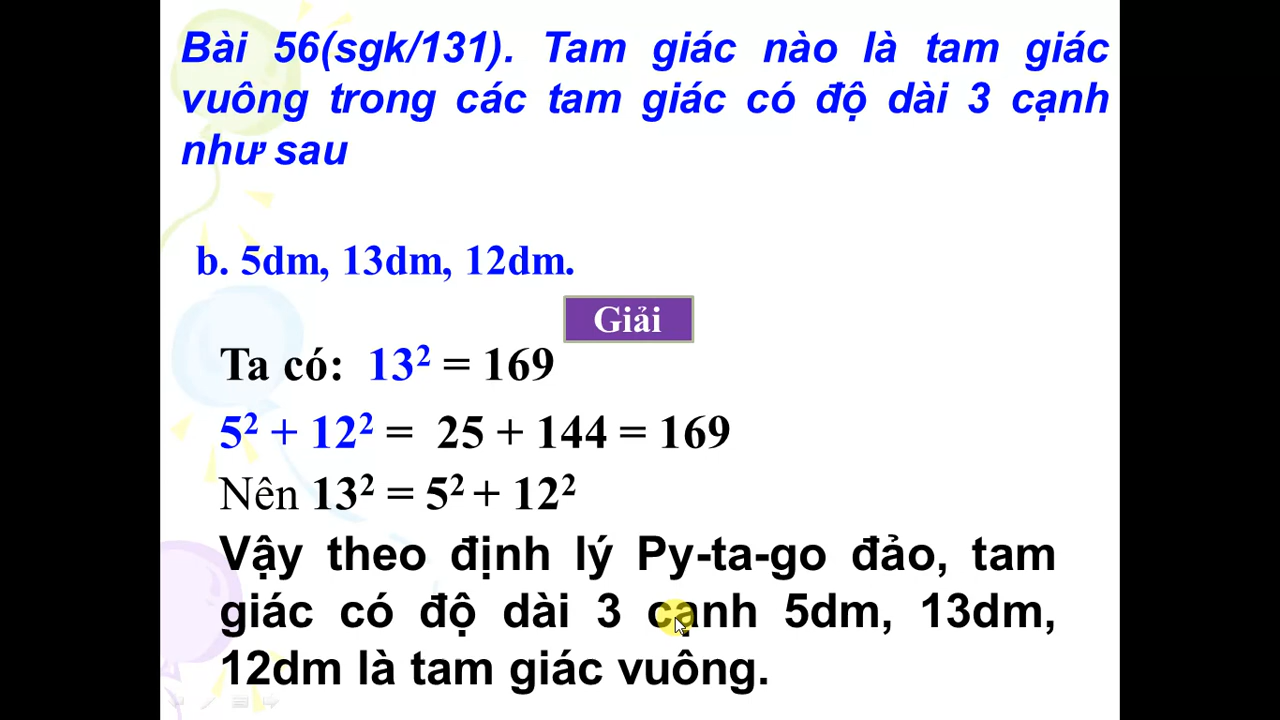 Bài 56(sgk/131). Tam giác nào là tam giác
vuông trong các tam giác có độ dài 3 cạnh
như sau
b. 5dm, 13dm, 12dm.
Giải
Ta có: 13² = 169
5² + 12² = 25 + 144 = 169
Nên 13² = 5² + 12²
Vậy theo định lý Py-ta-go đảo, tam
giác có độ dài 3 cạnh 5dm, 13dm,
12dm là tam giác vuông.